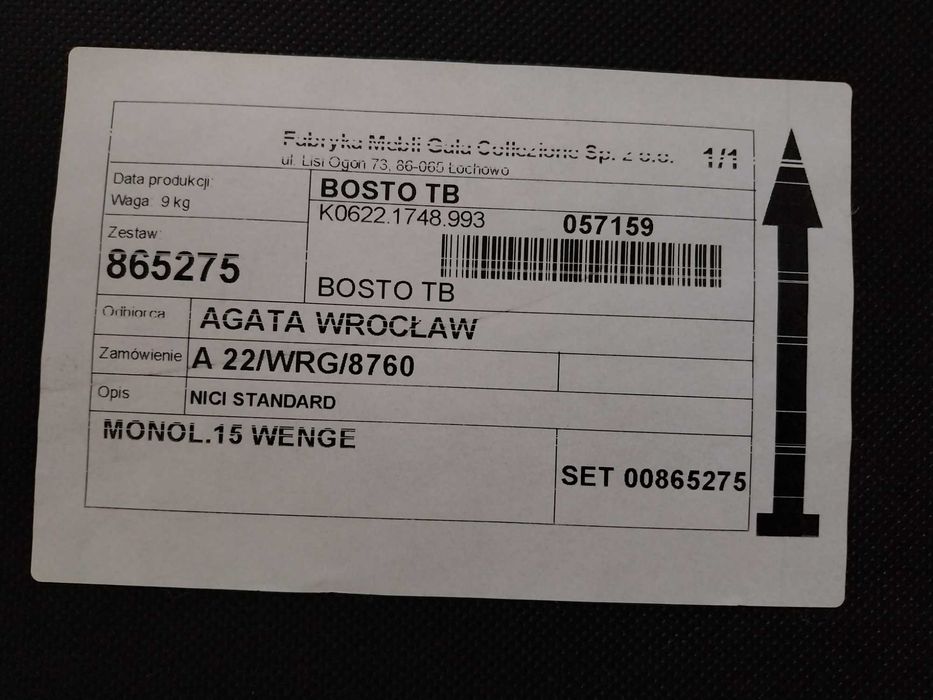 Fabryka Mebli Gala Collezione Sp. z o.o. 1/1
ul. Lisi Ogon 73, 86-065 Łochowo
Data produkcji:
Waga: 9 kg
BOSTO TB
K0622.1748.993
057159
Zestaw:
865275
BOSTO TB
Odbiorca
AGATA WROCŁAW
Zamówienie
A 22/WRG/8760
Opis
NICI STANDARD
MONOL.15 WENGE
SET 00865275